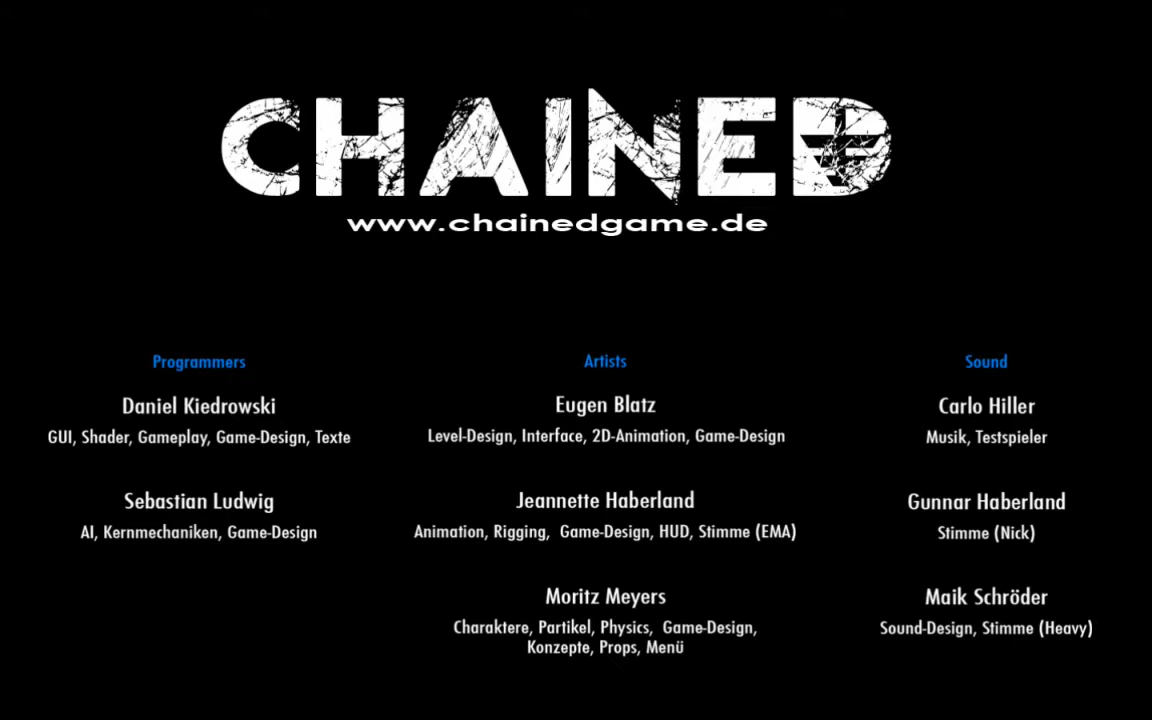 CHAINED
www.chainedgame.de
Programmers
Daniel Kiedrowski
GUI, Shader, Gameplay, Game-Design, Texte
Sebastian Ludwig
AI, Kernmechaniken, Game-Design
Artists
Eugen Blatz
Level-Design, Interface, 2D-Animation, Game-Design
Jeannette Haberland
Animation, Rigging, Game-Design, HUD, Stimme (EMA)
Moritz Meyers
Charaktere, Partikel, Physics, Game-Design,
Konzepte, Props, Menü
Sound
Carlo Hiller
Musik, Testspieler
Gunnar Haberland
Stimme (Nick)
Maik Schröder
Sound-Design, Stimme (Heavy)